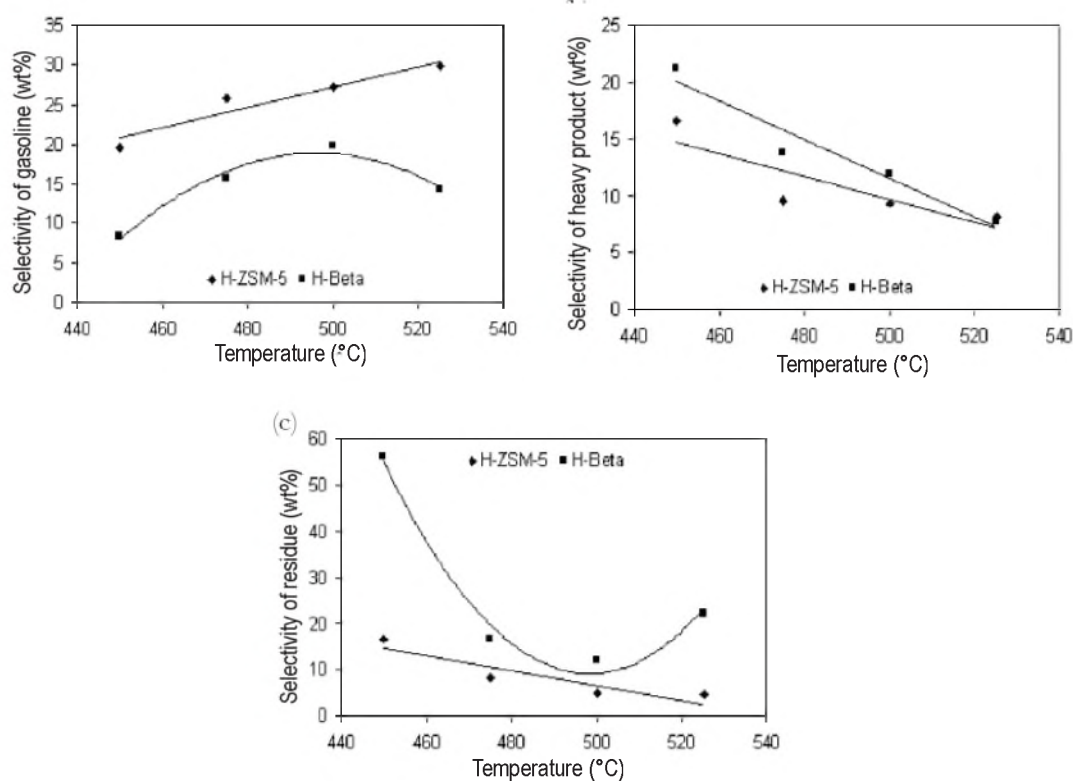 Selectivity of gasoline (wt%)
35
30
25
20
15
10
5
0
H-ZSM-5 H-Beta
440 460 480 500 520 540
Temperature (°C)
Selectivity of heavy product (wt%)
25
20
15
10
5
0
H-ZSM-5 H-Beta
440 460 480 500 520 540
Temperature (°C)
(c)
Selectivity of residue (wt%)
60
50
40
30
20
10
0
H-ZSM-5 H-Beta
440 460 480 500 520 540
Temperature (°C)